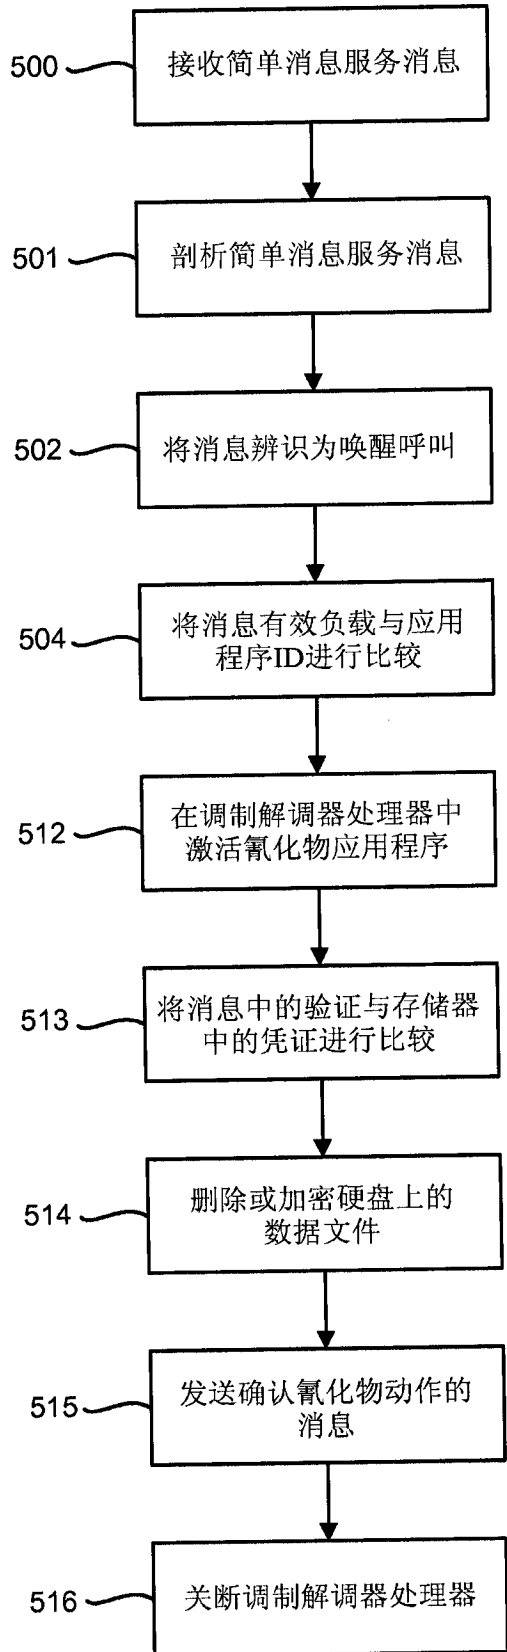 500
接收简单消息服务消息
501
剖析简单消息服务消息
502
将消息辨识为唤醒呼叫
504
将消息有效负载与应用
程序ID进行比较
512
在调制解调器处理器中
激活氰化物应用程序
513
将消息中的验证与存储器
中的凭证进行比较
514
删除或加密硬盘上的
数据文件
515
发送确认氰化物动作的
消息
516
关断调制解调器处理器